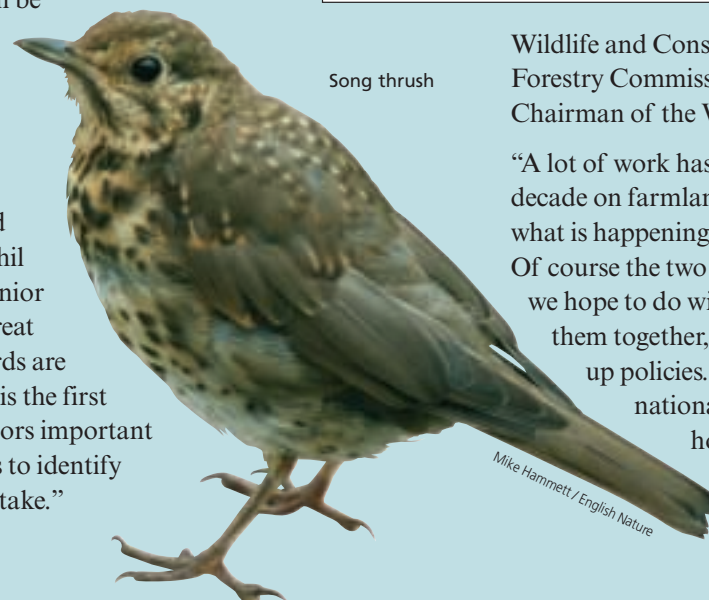 be
d
hil
nior
reat
rds are
is the first
ors important
s to identify
take.”
Song thrush
Wildlife and Cons
Forestry Commiss
Chairman of the W
“A lot of work has
decade on farmlan
what is happening
Of course the two
we hope to do wi
them together,
up policies.
nationa
ho
Mike Hammett / English Nature